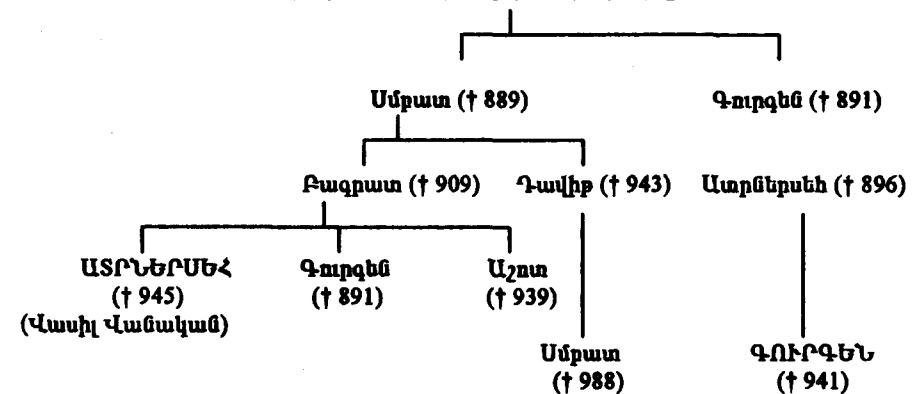 Սմբատ († 889) Գուրգեն († 891)
Բագրատ († 909) Դավիթ († 943) Ատրներսեհ († 896)
ԱՏՐՆԵՐՍԵՀ Գուրգեն Աշոտ
(† 945) († 891) († 939)
(Վասիլ Վանական)
Սմբատ ԳՈՒՐԳԵՆ
(† 988) († 941)